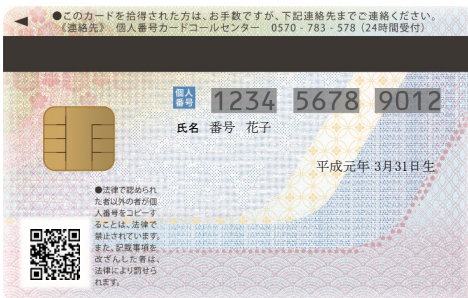 ●このカードを拾得された方は、お手数ですが、下記連絡先までご連絡ください。
《連絡先》 個人番号カードコールセンター 0570-783-578(24時間受付)
個人番号 1234 5678 9012
氏名 番号 花子
平成元年 3月31日生
●法律で認められ
た者以外の者が個
人番号をコピーす
ることは、法律で
禁止されています。
また、記載事項を
改ざんした者は、
法律により罰せら
れます。